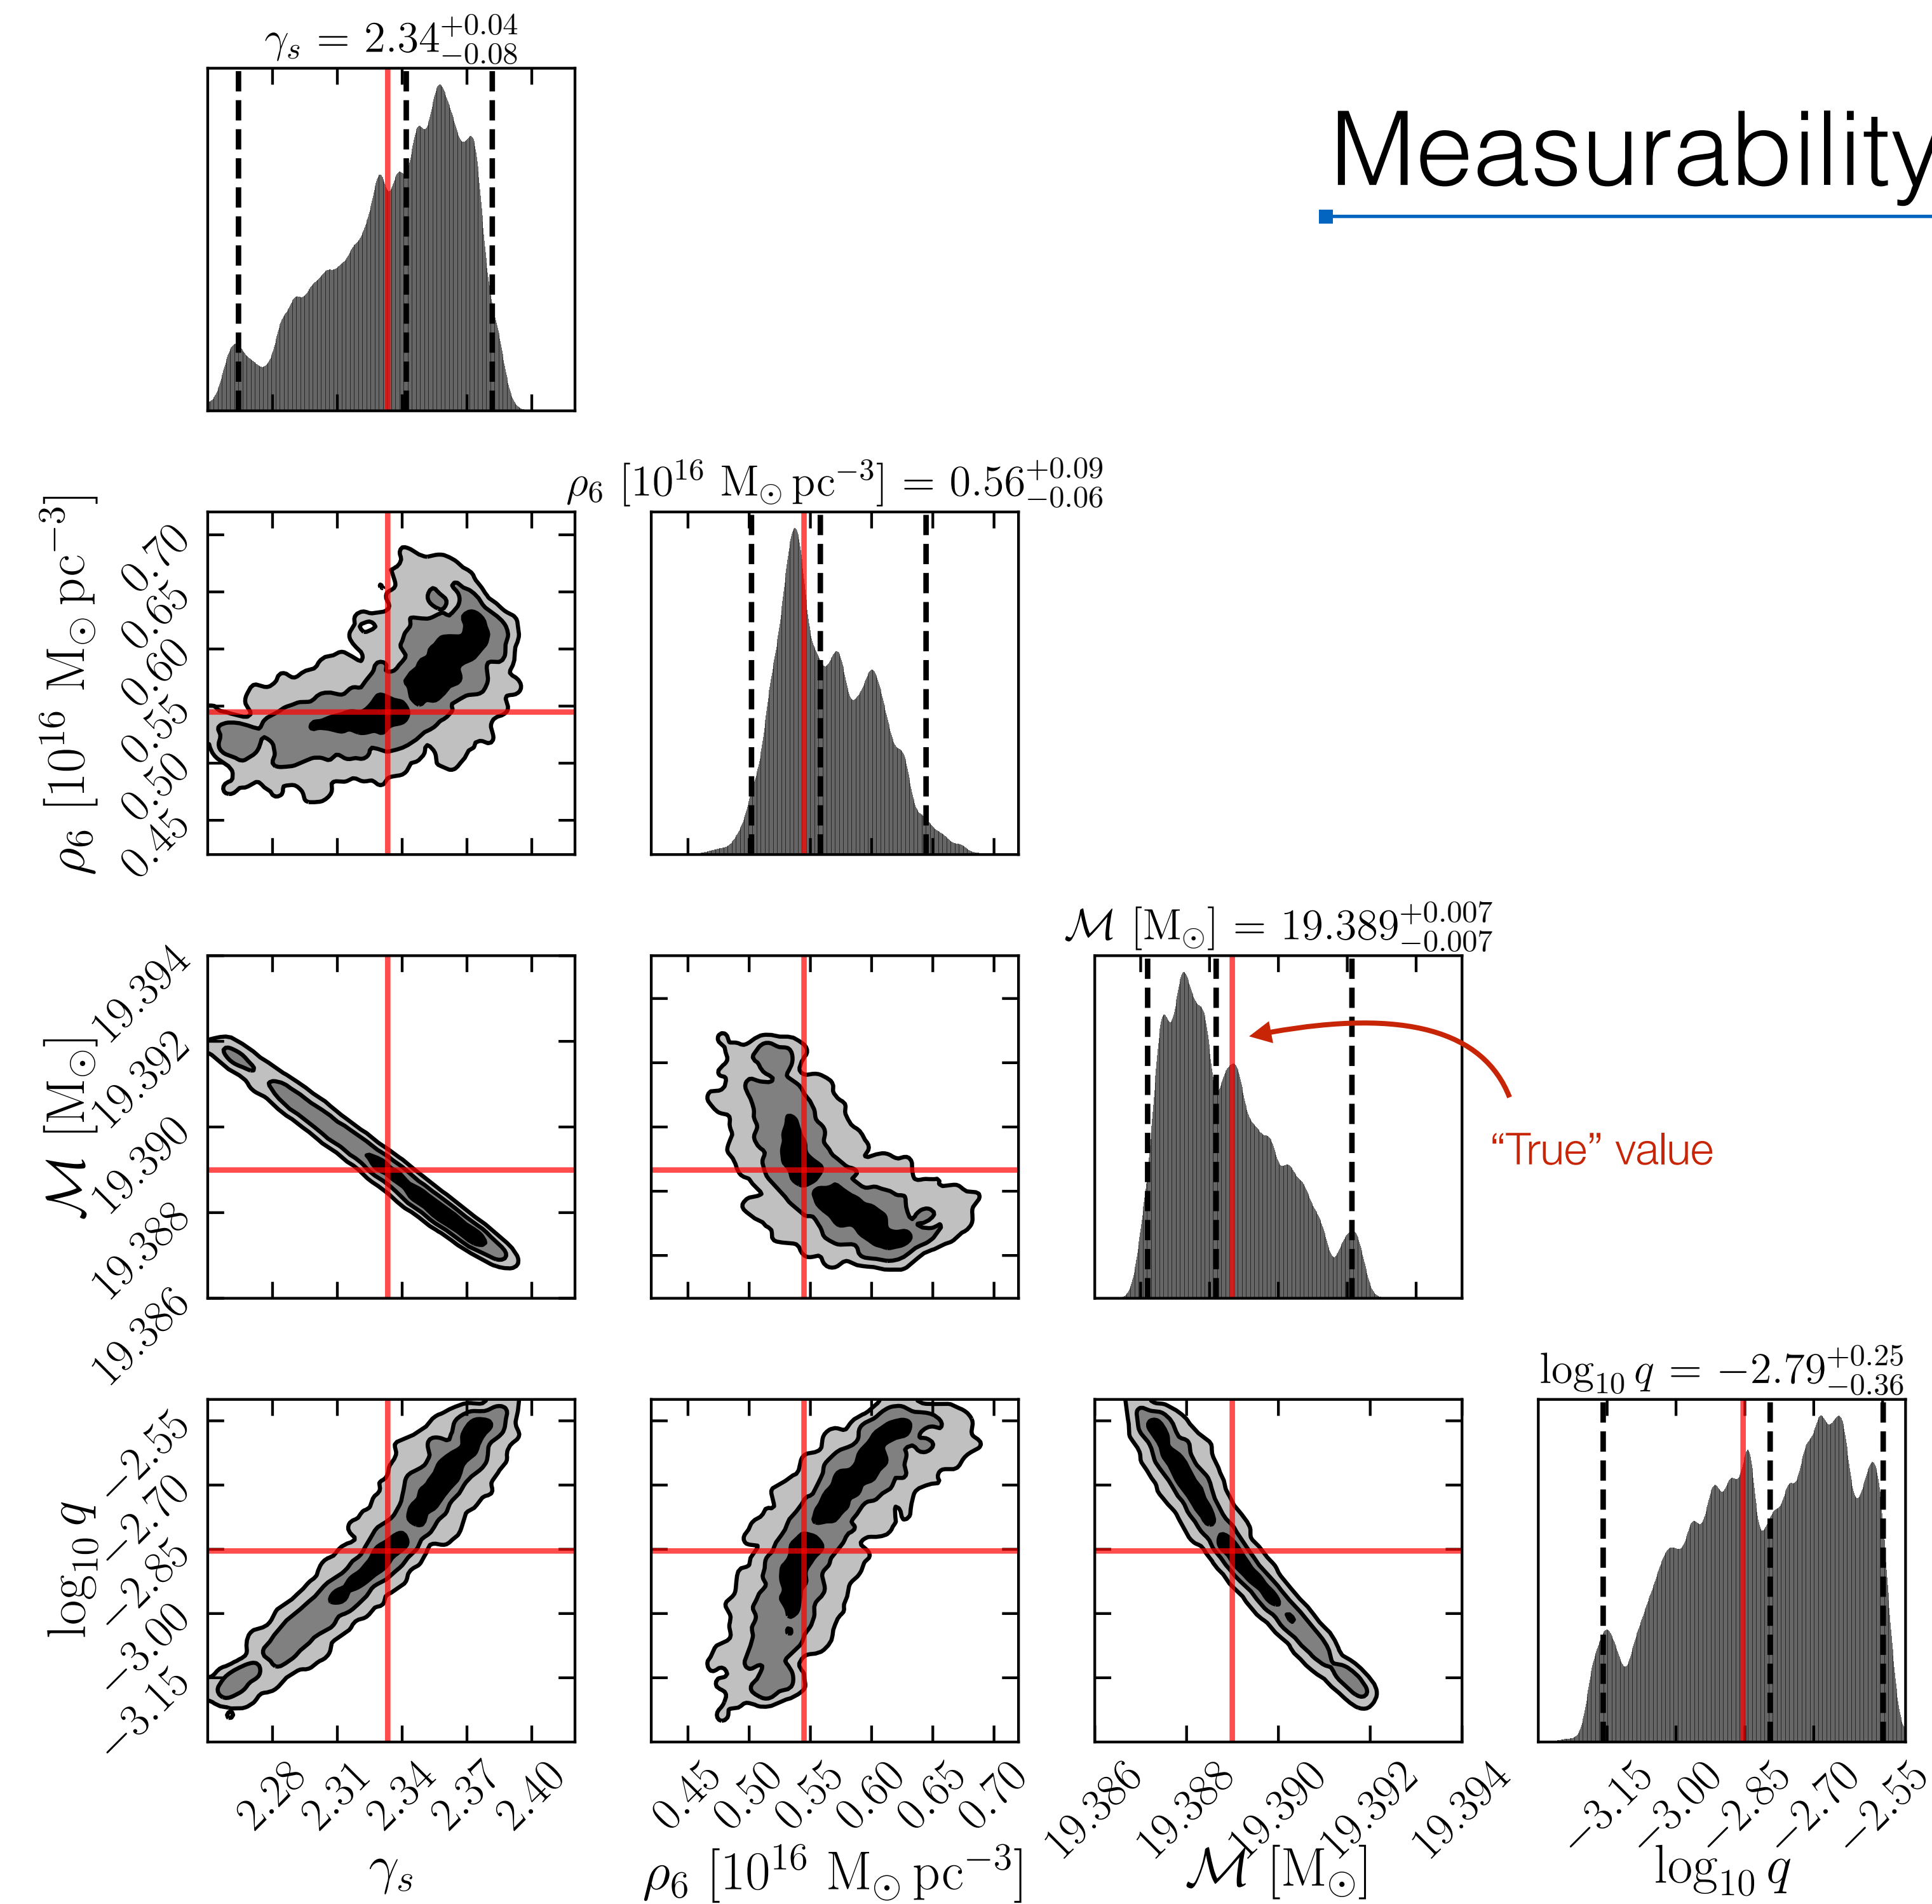 γ_s = 2.34^{+0.04}_{−0.08}
Measurability
ρ_6 [10^{16} M_⊙ pc^{−3}] = 0.56^{+0.09}_{−0.06}
ρ_6 [10^{16} M_⊙ pc^{−3}]
0.70
0.65
0.60
0.55
0.50
0.45
ℳ [M_⊙] = 19.389^{+0.007}_{−0.007}
ℳ [M_⊙]
19.394
19.392
19.390
19.388
19.386
“True” value
log_{10} q = −2.79^{+0.25}_{−0.36}
log_{10} q
−2.55
−2.70
−2.85
−3.00
−3.15
2.28 2.31 2.34 2.37 2.40
γ_s
0.45 0.50 0.55 0.60 0.65 0.70
ρ_6 [10^{16} M_⊙ pc^{−3}]
19.386 19.388 19.390 19.392 19.394
ℳ [M_⊙]
−3.15 −3.00 −2.85 −2.70 −2.55
log_{10} q